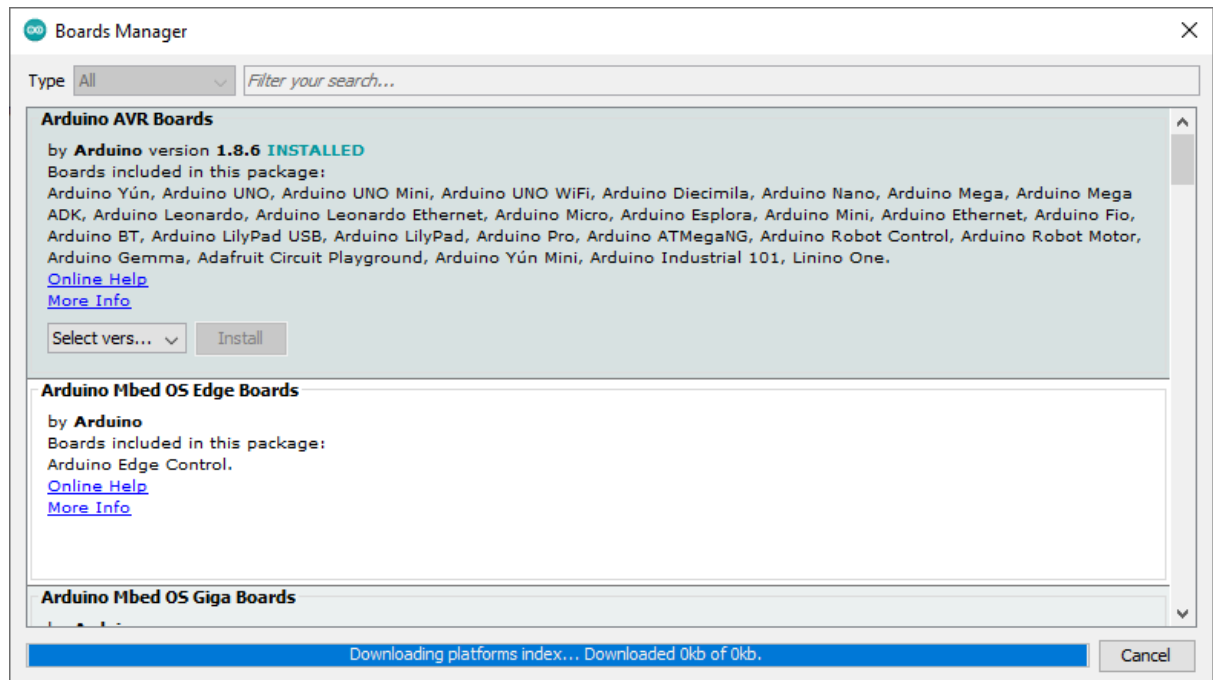 Boards Manager
Type All Filter your search...
Arduino AVR Boards
by Arduino version 1.8.6 INSTALLED
Boards included in this package:
Arduino Yún, Arduino UNO, Arduino UNO Mini, Arduino UNO WiFi, Arduino Diecimila, Arduino Nano, Arduino Mega, Arduino Mega
ADK, Arduino Leonardo, Arduino Leonardo Ethernet, Arduino Micro, Arduino Esplora, Arduino Mini, Arduino Ethernet, Arduino Fio,
Arduino BT, Arduino LilyPad USB, Arduino LilyPad, Arduino Pro, Arduino ATMegaNG, Arduino Robot Control, Arduino Robot Motor,
Arduino Gemma, Adafruit Circuit Playground, Arduino Yún Mini, Arduino Industrial 101, Linino One.
Online Help
More Info
Select vers... Install
Arduino Mbed OS Edge Boards
by Arduino
Boards included in this package:
Arduino Edge Control.
Online Help
More Info
Arduino Mbed OS Giga Boards
Downloading platforms index... Downloaded 0kb of 0kb.
Cancel